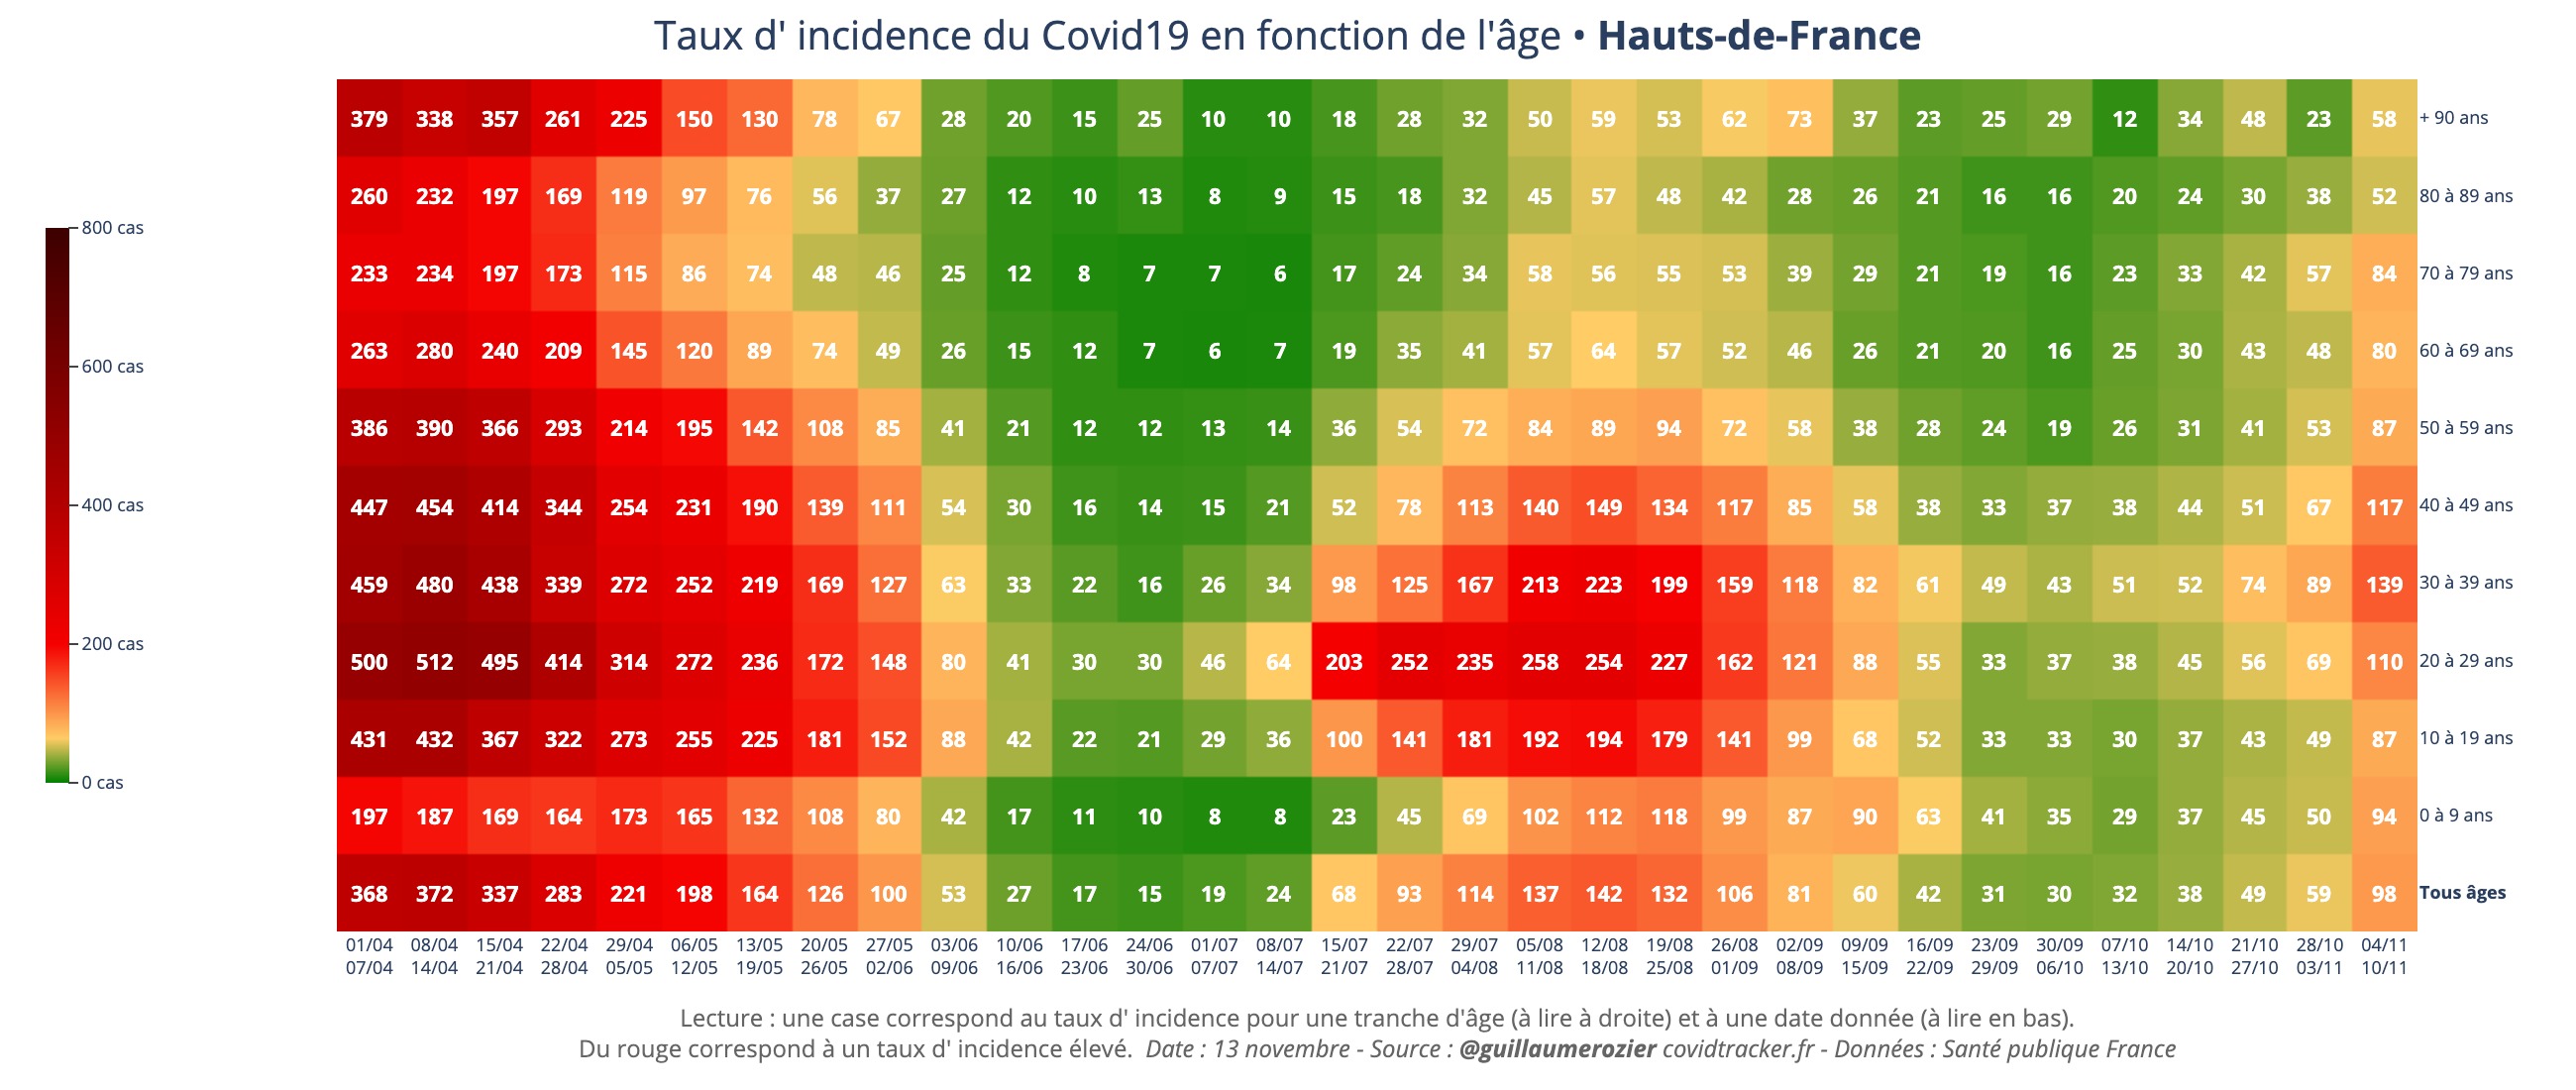 Taux d' incidence du Covid19 en fonction de l'âge • Hauts-de-France
800 cas
600 cas
400 cas
200 cas
0 cas
379 338 357 261 225 150 130 78 67 28 20 15 25 10 10 18 28 32 50 59 53 62 73 37 23 25 29 12 34 48 23 58 + 90 ans
260 232 197 169 119 97 76 56 37 27 12 10 13 8 9 15 18 32 45 57 48 42 28 26 21 16 16 20 24 30 38 52 80 à 89 ans
233 234 197 173 115 86 74 48 46 25 12 8 7 7 6 17 24 34 58 56 55 53 39 29 21 19 16 23 33 42 57 84 70 à 79 ans
263 280 240 209 145 120 89 74 49 26 15 12 7 6 7 19 35 41 57 64 57 52 46 26 21 20 16 25 30 43 48 80 60 à 69 ans
386 390 366 293 214 195 142 108 85 41 21 12 12 13 14 36 54 72 84 89 94 72 58 38 28 24 19 26 31 41 53 87 50 à 59 ans
447 454 414 344 254 231 190 139 111 54 30 16 14 15 21 52 78 113 140 149 134 117 85 58 38 33 37 38 44 51 67 117 40 à 49 ans
459 480 438 339 272 252 219 169 127 63 33 22 16 26 34 98 125 167 213 223 199 159 118 82 61 49 43 51 52 74 89 139 30 à 39 ans
500 512 495 414 314 272 236 172 148 80 41 30 30 46 64 203 252 235 258 254 227 162 121 88 55 33 37 38 45 56 69 110 20 à 29 ans
431 432 367 322 273 255 225 181 152 88 42 22 21 29 36 100 141 181 192 194 179 141 99 68 52 33 33 30 37 43 49 87 10 à 19 ans
197 187 169 164 173 165 132 108 80 42 17 11 10 8 8 23 45 69 102 112 118 99 87 90 63 41 35 29 37 45 50 94 0 à 9 ans
368 372 337 283 221 198 164 126 100 53 27 17 15 19 24 68 93 114 137 142 132 106 81 60 42 31 30 32 38 49 59 98 Tous âges
01/04 08/04 15/04 22/04 29/04 06/05 13/05 20/05 27/05 03/06 10/06 17/06 24/06 01/07 08/07 15/07 22/07 29/07 05/08 12/08 19/08 26/08 02/09 09/09 16/09 23/09 30/09 07/10 14/10 21/10 28/10 04/11
07/04 14/04 21/04 28/04 05/05 12/05 19/05 26/05 02/06 09/06 16/06 23/06 30/06 07/07 14/07 21/07 28/07 04/08 11/08 18/08 25/08 01/09 08/09 15/09 22/09 29/09 06/10 13/10 20/10 27/10 03/11 10/11
Lecture : une case correspond au taux d' incidence pour une tranche d'âge (à lire à droite) et à une date donnée (à lire en bas).
Du rouge correspond à un taux d' incidence élevé. Date : 13 novembre - Source : @guillaumerozier covidtracker.fr - Données : Santé publique France